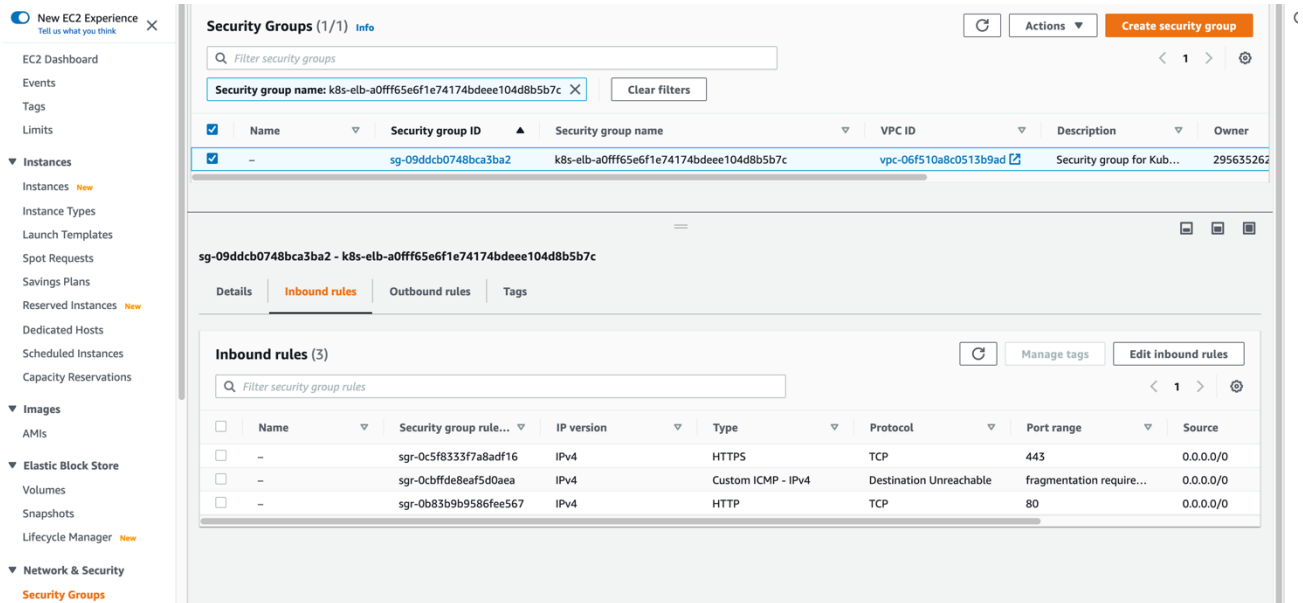 New EC2 Experience
Tell us what you think
EC2 Dashboard
Events
Tags
Limits
Instances
Instances New
Instance Types
Launch Templates
Spot Requests
Savings Plans
Reserved Instances New
Dedicated Hosts
Scheduled Instances
Capacity Reservations
Images
AMIs
Elastic Block Store
Volumes
Snapshots
Lifecycle Manager New
Network & Security
Security Groups
Security Groups (1/1) Info
Actions
Create security group
Filter security groups
1
Security group name: k8s-elb-a0fff65e6f1e74174bdeee104d8b5b7c
Clear filters
Name Security group ID Security group name VPC ID Description Owner
– sg-09ddcb0748bca3ba2 k8s-elb-a0fff65e6f1e74174bdeee104d8b5b7c vpc-06f510a8c0513b9ad Security group for Kub... 295635262
sg-09ddcb0748bca3ba2 - k8s-elb-a0fff65e6f1e74174bdeee104d8b5b7c
Details Inbound rules Outbound rules Tags
Inbound rules (3)
Manage tags
Edit inbound rules
Filter security group rules
1
Name Security group rule... IP version Type Protocol Port range Source
– sgr-0c5f8333f7a8adf16 IPv4 HTTPS TCP 443 0.0.0.0/0
– sgr-0cbffde8eaf5d0aea IPv4 Custom ICMP - IPv4 Destination Unreachable fragmentation require... 0.0.0.0/0
– sgr-0b83b9b9586fee567 IPv4 HTTP TCP 80 0.0.0.0/0